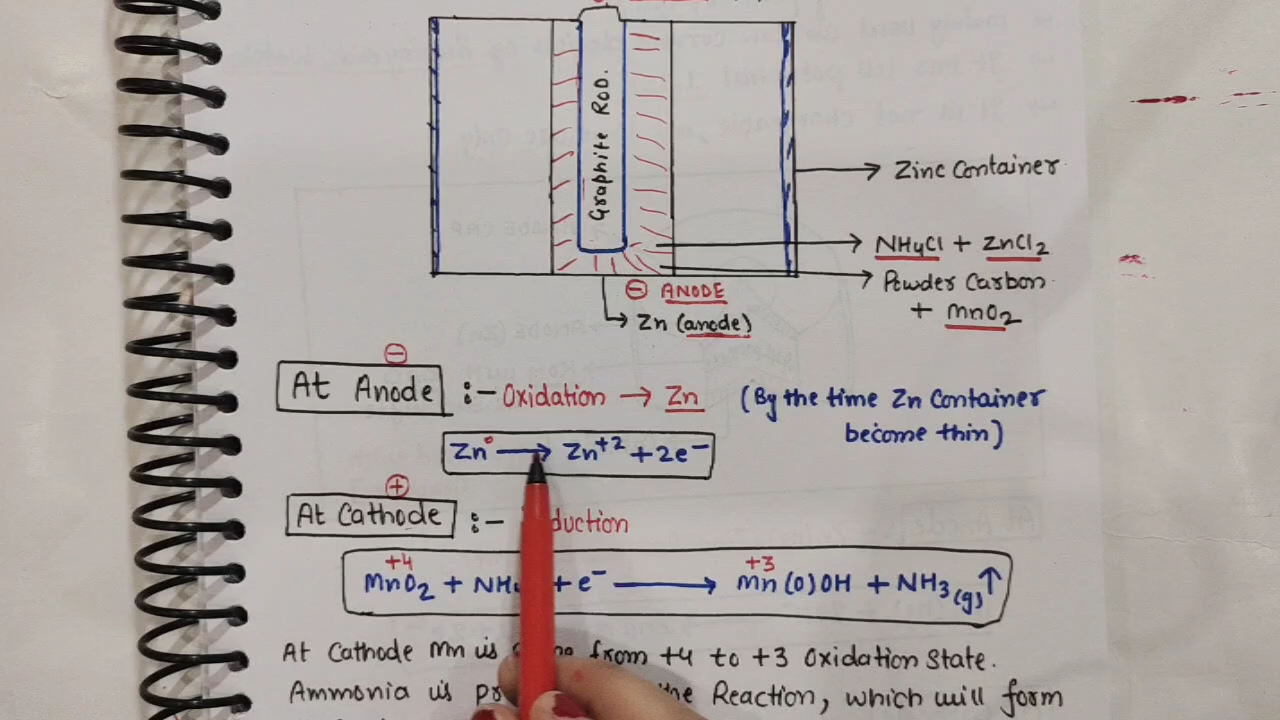 Graphite ROD.
Zinc Container
NH4Cl + ZnCl2
Powder Carbon
+ MnO2
⊖ ANODE
Zn (anode)
⊖
At Anode :- Oxidation → Zn (By the time Zn Container
become thin)
Zn° → Zn+2 + 2e-
⊕
At Cathode :-
+4 +3
MnO2 + + e- → Mn(O)OH + NH3(g)↑
At Cathode Mn is from +4 to +3 Oxidation State.
Ammonia is Reaction, which will form